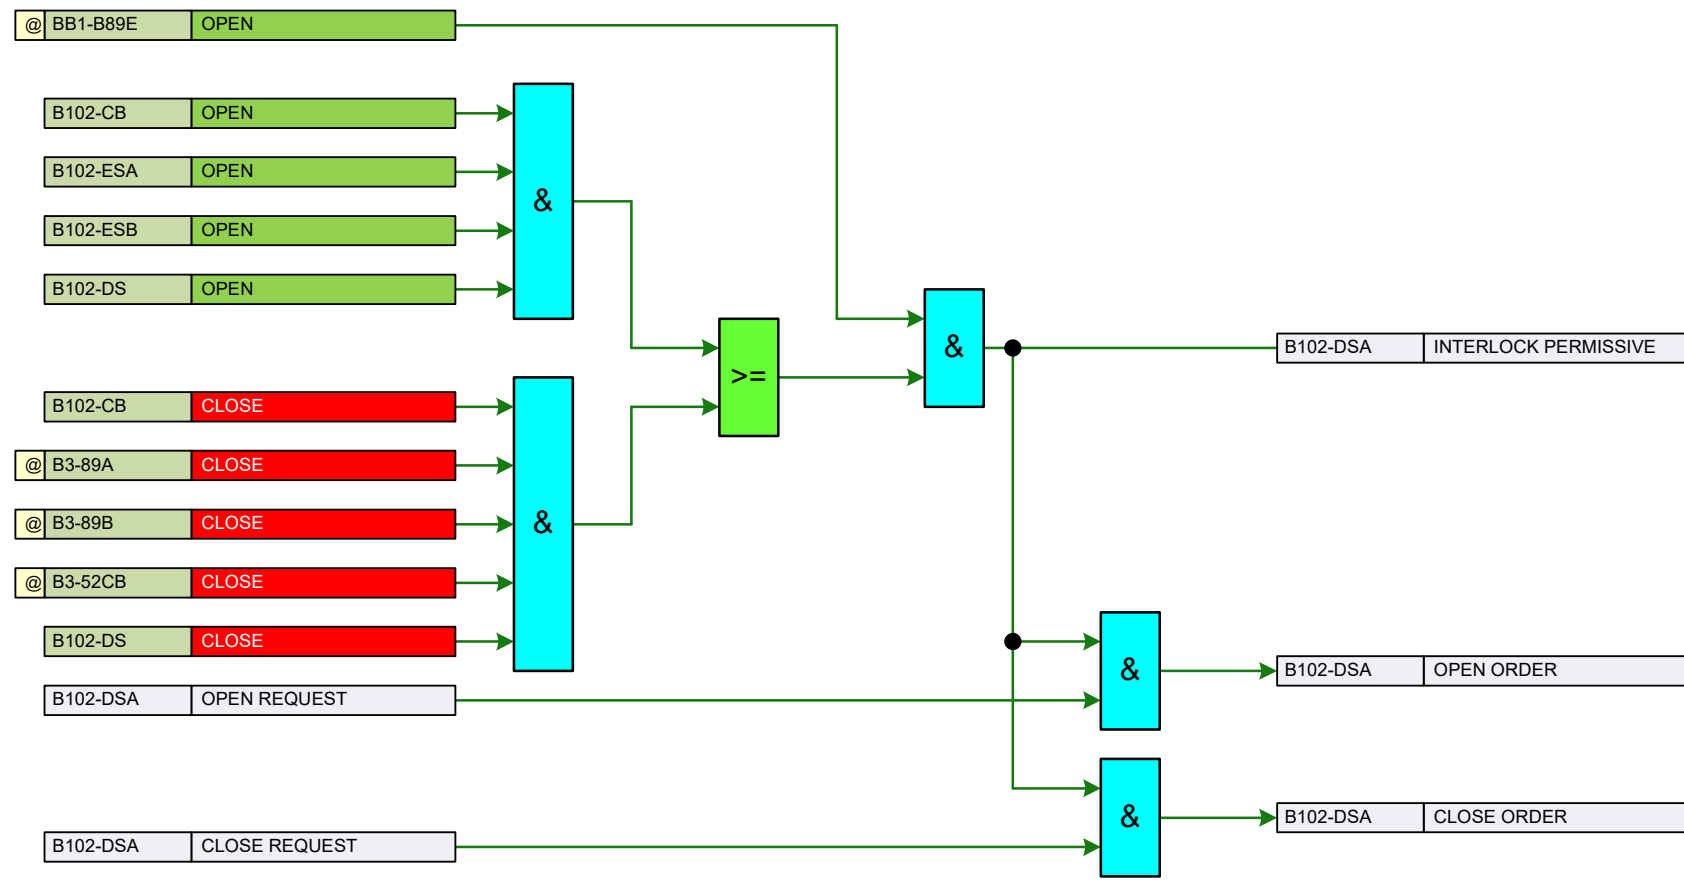 @ BB1-B89E OPEN
B102-CB OPEN
B102-ESA OPEN
B102-ESB OPEN
B102-DS OPEN
&
B102-CB CLOSE
@ B3-89A CLOSE
@ B3-89B CLOSE
@ B3-52CB CLOSE
B102-DS CLOSE
&
>=
&
B102-DSA INTERLOCK PERMISSIVE
B102-DSA OPEN REQUEST
&
B102-DSA OPEN ORDER
B102-DSA CLOSE REQUEST
&
B102-DSA CLOSE ORDER